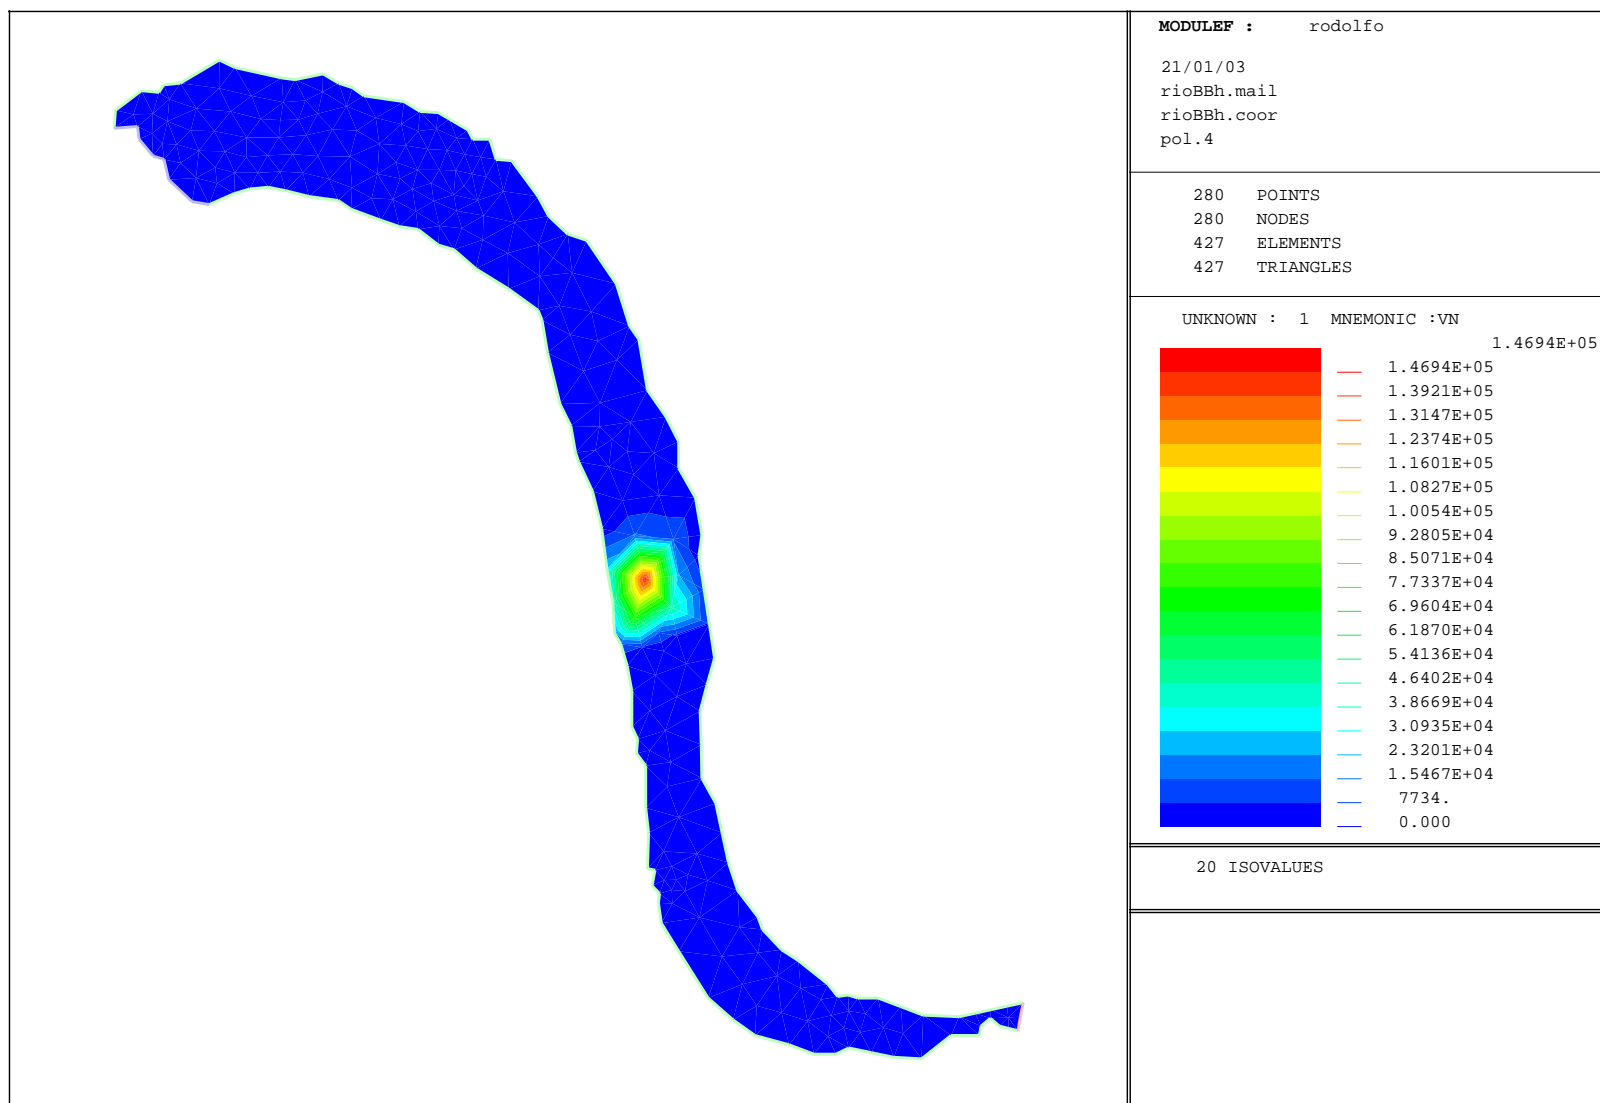 MODULEF : rodolfo
21/01/03
rioBBh.mail
rioBBh.coor
pol.4
280 POINTS
280 NODES
427 ELEMENTS
427 TRIANGLES
UNKNOWN : 1 MNEMONIC :VN
1.4694E+05
1.4694E+05
1.3921E+05
1.3147E+05
1.2374E+05
1.1601E+05
1.0827E+05
1.0054E+05
9.2805E+04
8.5071E+04
7.7337E+04
6.9604E+04
6.1870E+04
5.4136E+04
4.6402E+04
3.8669E+04
3.0935E+04
2.3201E+04
1.5467E+04
7734.
0.000
20 ISOVALUES